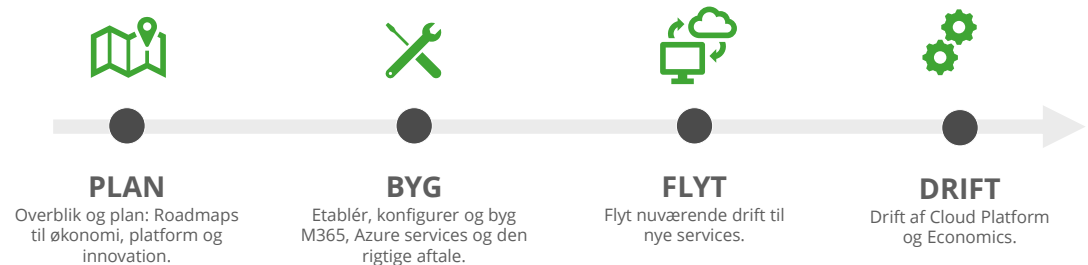 PLAN
Overblik og plan: Roadmaps
til økonomi, platform og
innovation.
BYG
Etablér, konfigurer og byg
M365, Azure services og den
rigtige aftale.
FLYT
Flyt nuværende drift til
nye services.
DRIFT
Drift af Cloud Platform
og Economics.